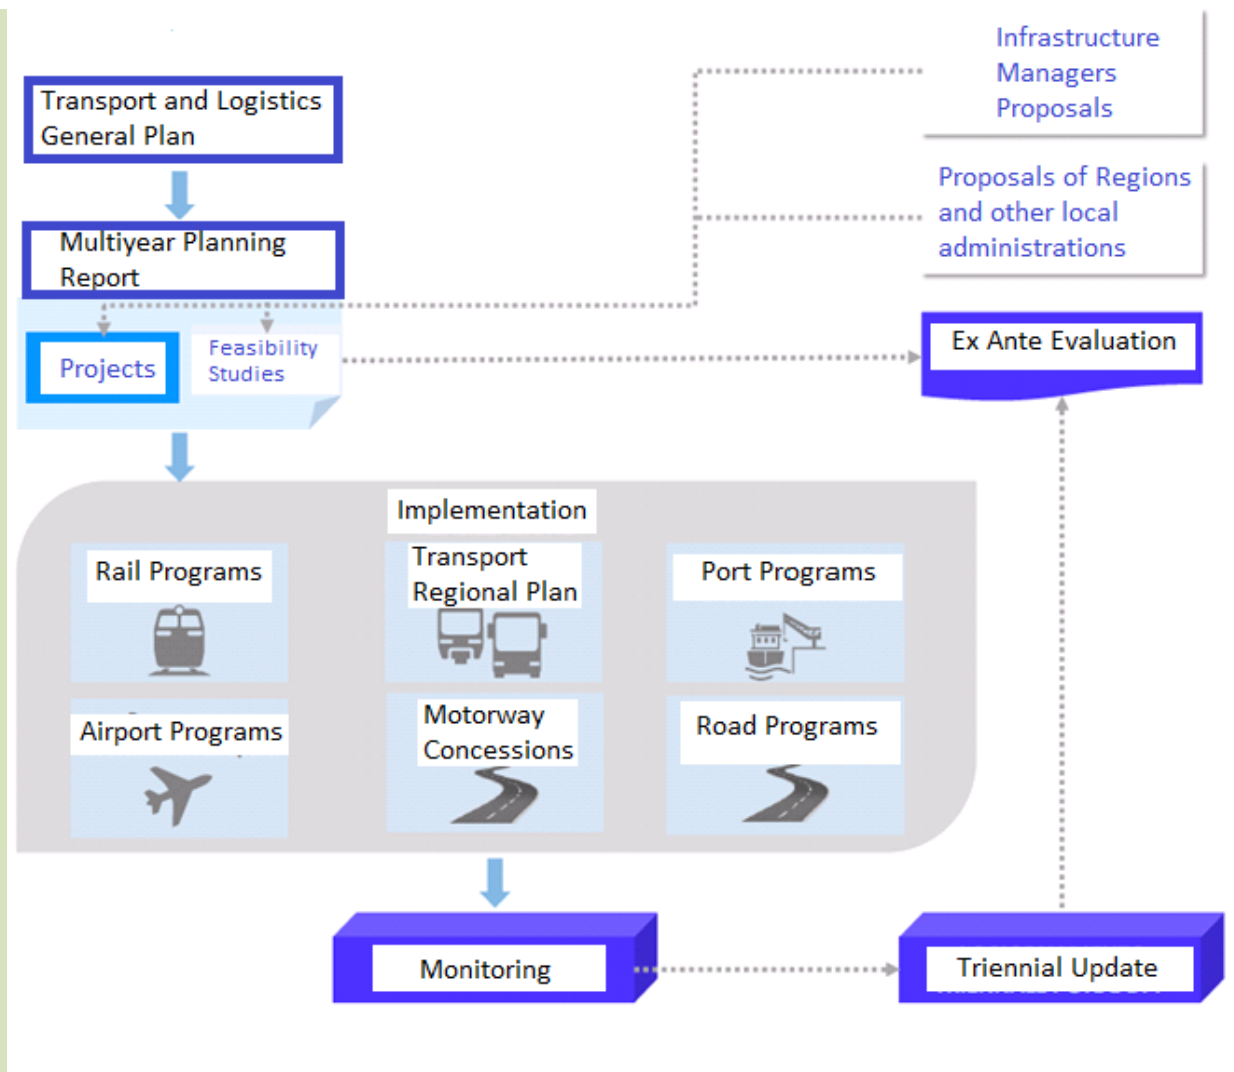 Infrastructure
Managers
Proposals
Transport and Logistics
General Plan
Proposals of Regions
and other local
administrations
Multiyear Planning
Report
Projects
Feasibility
Studies
Ex Ante Evaluation
Implementation
Rail Programs
Transport
Regional Plan
Port Programs
Airport Programs
Motorway
Concessions
Road Programs
Monitoring
Triennial Update